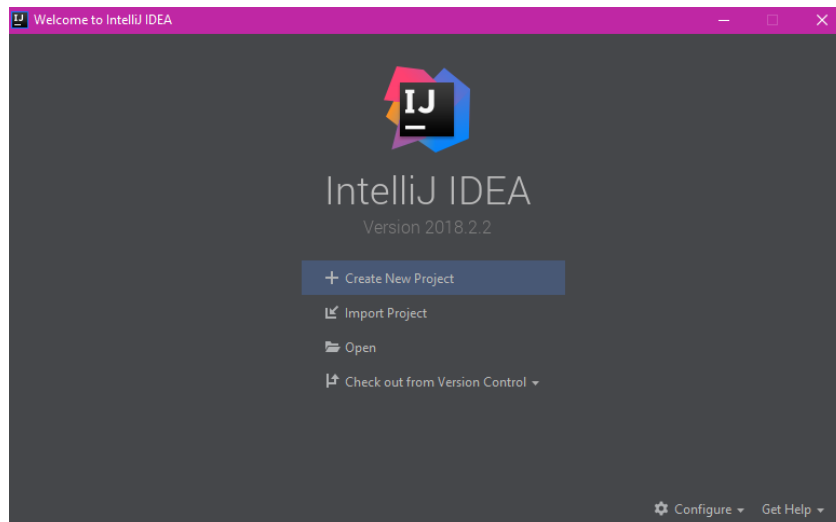 Welcome to IntelliJ IDEA
IJ
IntelliJ IDEA
Version 2018.2.2
Create New Project
Import Project
Open
Check out from Version Control
Configure
Get Help